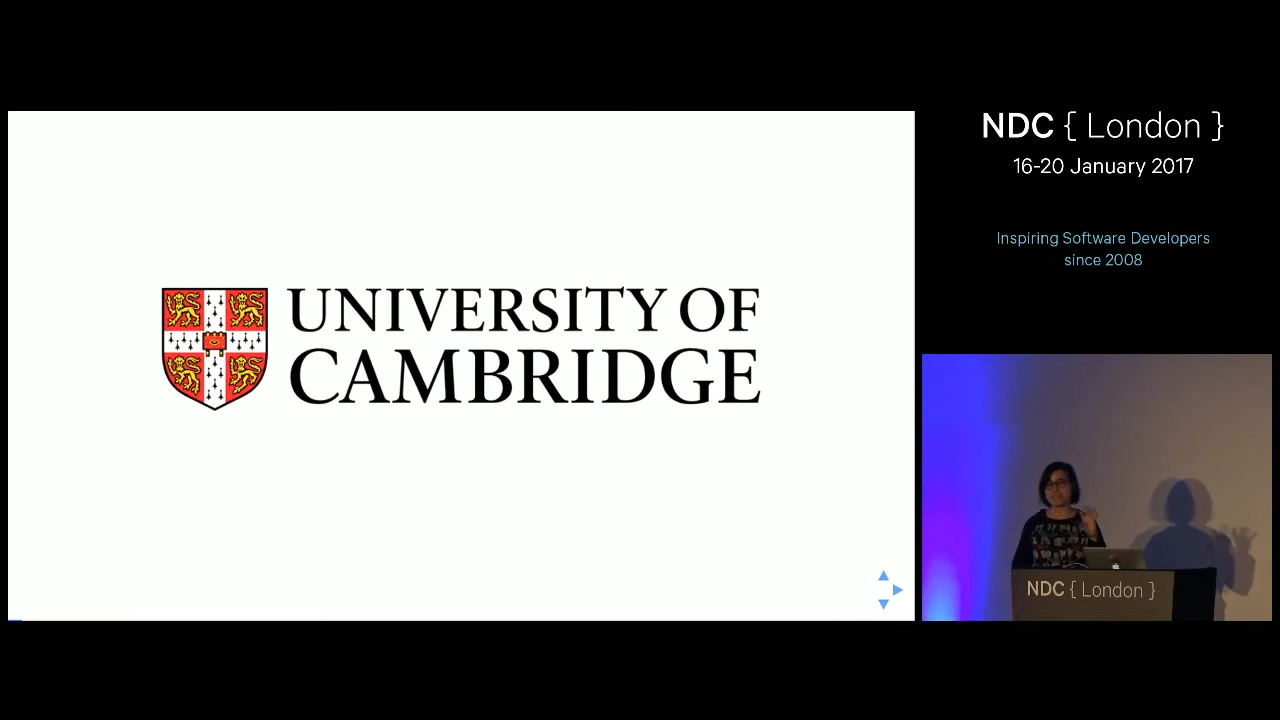 UNIVERSITY OF
CAMBRIDGE
NDC { London }
16-20 January 2017
Inspiring Software Developers
since 2008
NDC { London }